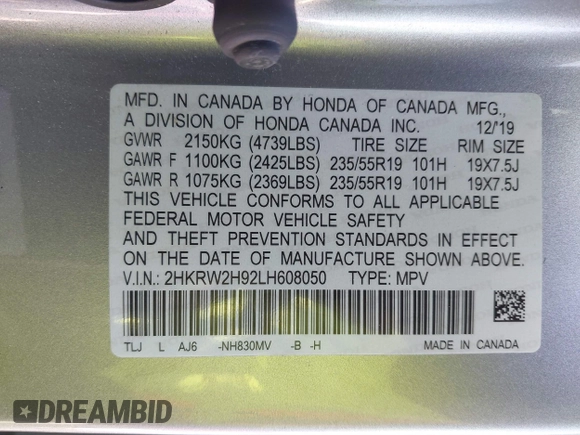 MFD. IN CANADA BY HONDA OF CANADA MFG.,
A DIVISION OF HONDA CANADA INC. 12/'19
GVWR 2150KG (4739LBS) TIRE SIZE RIM SIZE
GAWR F 1100KG (2425LBS) 235/55R19 101H 19X7.5J
GAWR R 1075KG (2369LBS) 235/55R19 101H 19X7.5J
THIS VEHICLE CONFORMS TO ALL APPLICABLE
FEDERAL MOTOR VEHICLE SAFETY
AND THEFT PREVENTION STANDARDS IN EFFECT
ON THE DATE OF MANUFACTURE SHOWN ABOVE.
V.I.N.: 2HKRW2H92LH608050 TYPE: MPV
TLJ L AJ6 -NH830MV -B -H MADE IN CANADA
DREAMBID